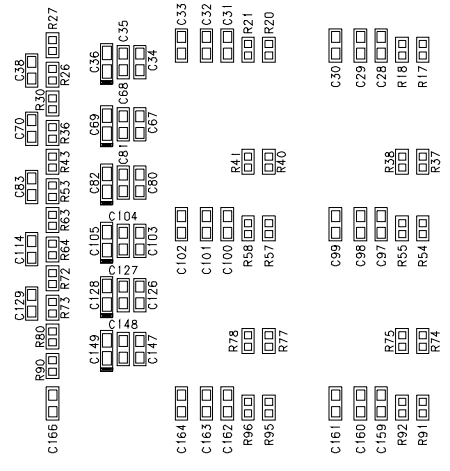 R27
C38
R26
R30
C70
R36
R43
C83
R53
R63
C114
R64
R72
C129
R73
R80
R90
C166
C35
C36
C34
C68
C69
C67
C81
C82
C80
C104
C105
C103
C127
C128
C126
C148
C149
C147
C33
C32
C31
R21
R20
R41
R40
C102
C101
C100
R58
R57
R78
R77
C164
C163
C162
R96
R95
C30
C29
C28
R18
R17
R38
R37
C99
C98
C97
R55
R54
R75
R74
C161
C160
C159
R92
R91